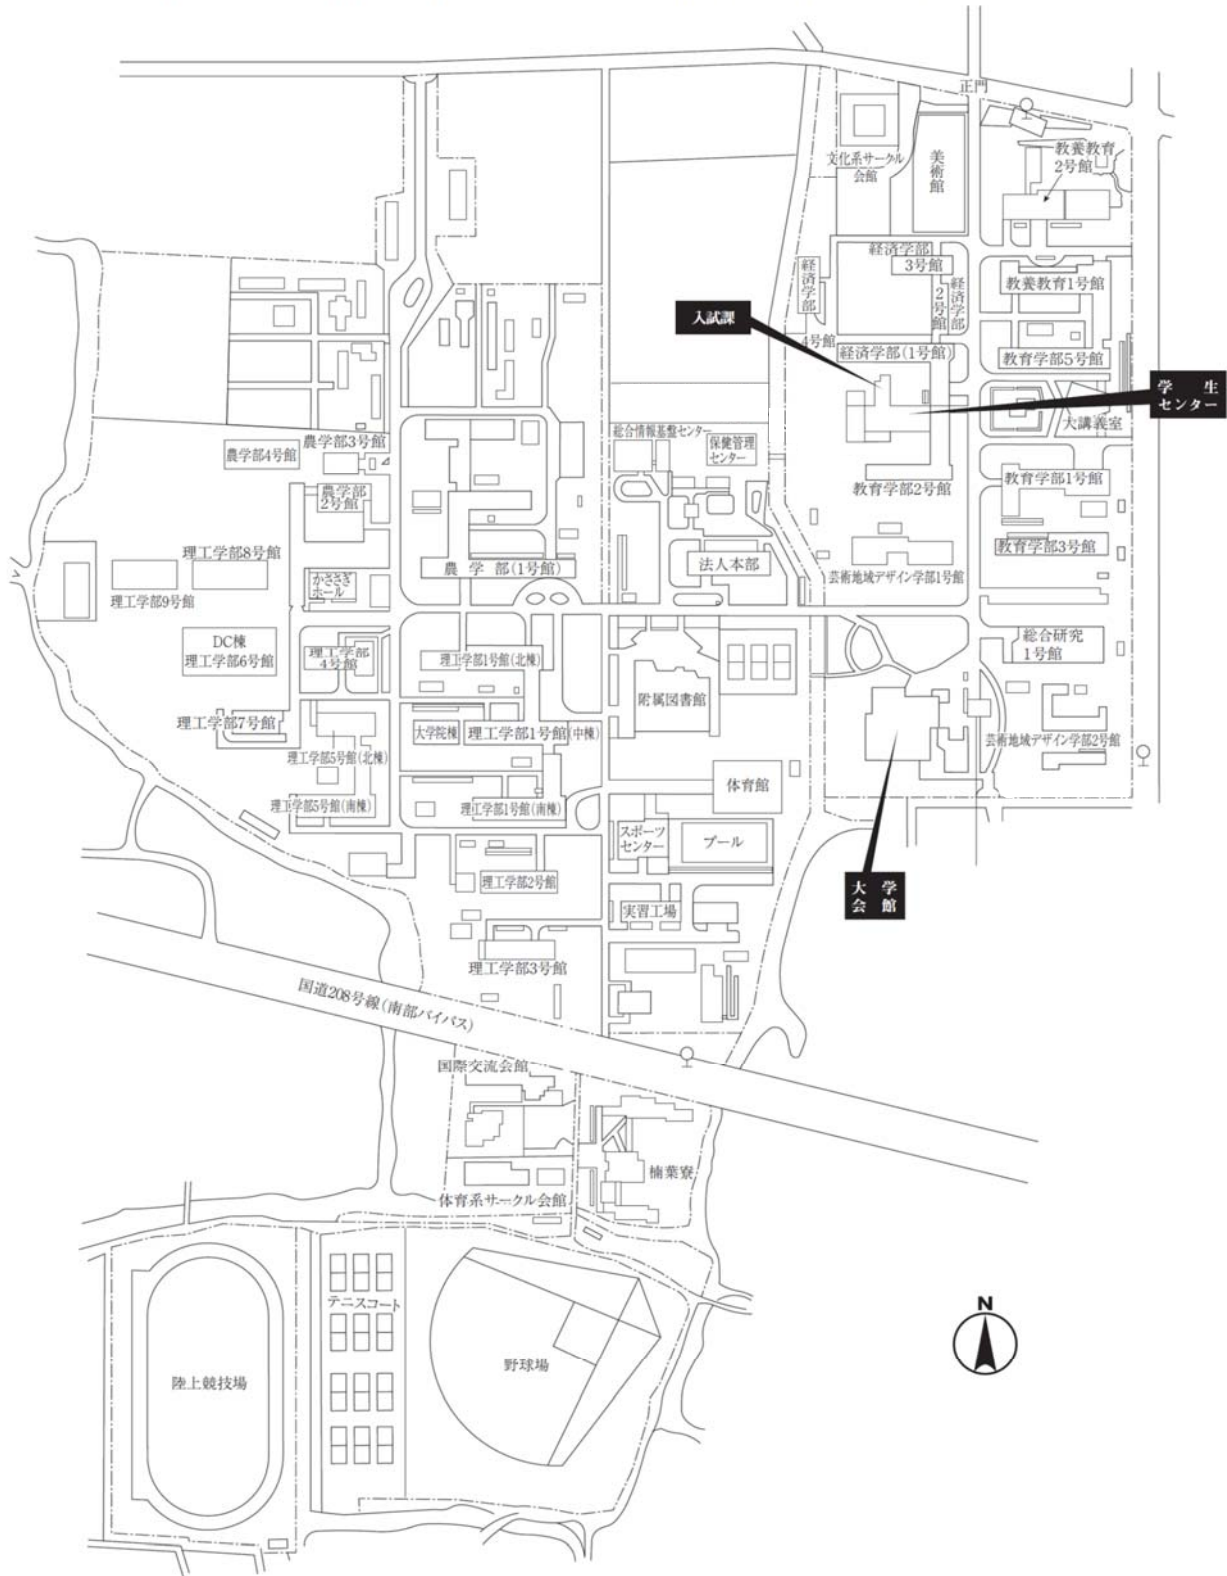 正門
文化系サークル
会館
美術館
教養教育
2号館
経済学部
3号館
経済学部
4号館
経済学部
2号館
教養教育1号館
入試課
経済学部(1号館)
教育学部5号館
学生
センター
大講義室
総合情報基盤センター
保健管理
センター
農学部3号館
農学部4号館
教育学部1号館
教育学部2号館
農学部
2号館
理工学部8号館
教育学部3号館
農学部(1号館)
法人本部
芸術地域デザイン学部1号館
かささぎ
ホール
理工学部9号館
DC棟
理工学部6号館
理工学部
4号館
理工学部1号館(北棟)
総合研究
1号館
附属図書館
理工学部7号館
大学院棟
理工学部1号館(中棟)
芸術地域デザイン学部2号館
理工学部5号館(北棟)
体育館
理工学部5号館(南棟)
理工学部1号館(南棟)
スポーツ
センター
プール
理工学部2号館
大学
会館
実習工場
理工学部3号館
国道208号線(南部バイパス)
国際交流会館
楠葉寮
体育系サークル会館
テニスコート
N
野球場
陸上競技場